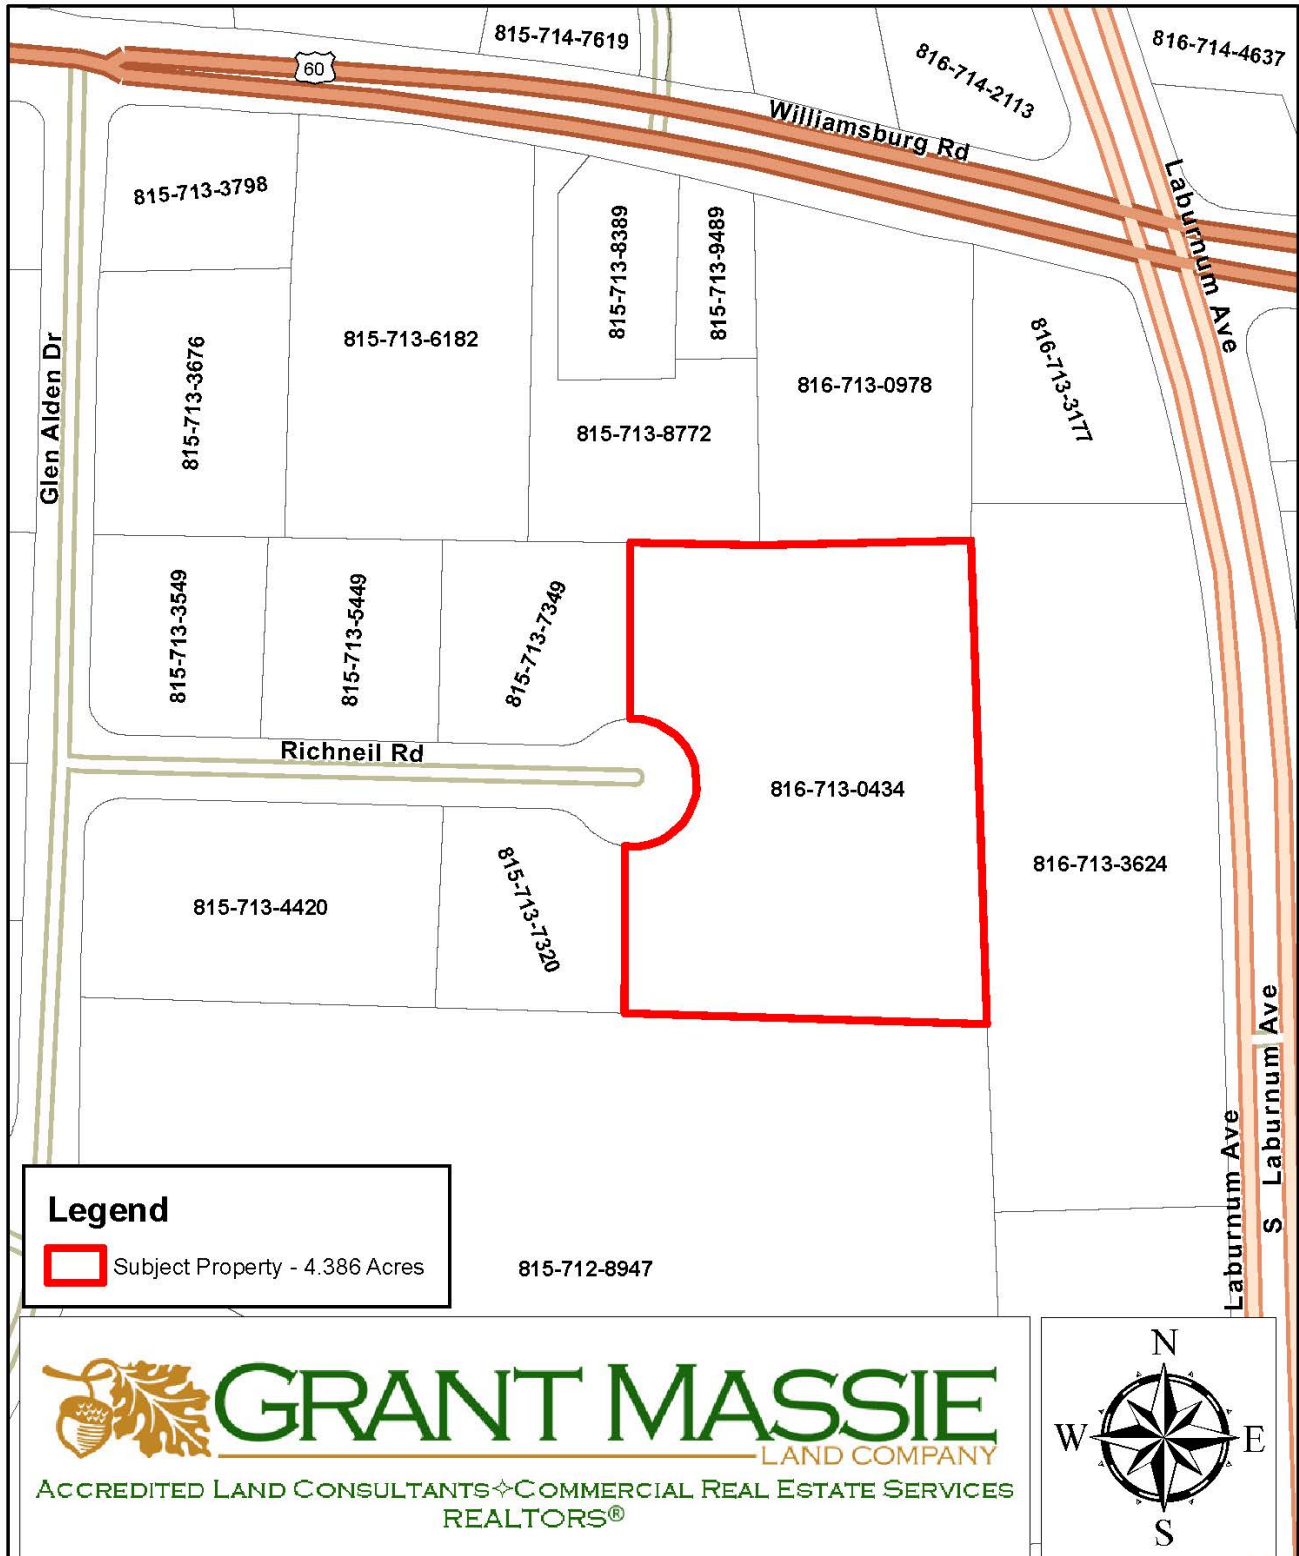 815-714-7619
816-714-2113
816-714-4637
60
Williamsburg Rd
Laburnum Ave
815-713-3798
815-713-8389
815-713-9489
815-713-6182
815-713-3676
Glen Alden Dr
816-713-0978
816-713-3177
815-713-8772
815-713-3549
815-713-5449
815-713-7349
Richneil Rd
816-713-0434
816-713-3624
815-713-4420
815-713-7320
S Laburnum Ave
Laburnum Ave
Legend
Subject Property - 4.386 Acres
815-712-8947
GRANT MASSIE
LAND COMPANY
ACCREDITED LAND CONSULTANTS✧COMMERCIAL REAL ESTATE SERVICES
REALTORS®
N
W E
S